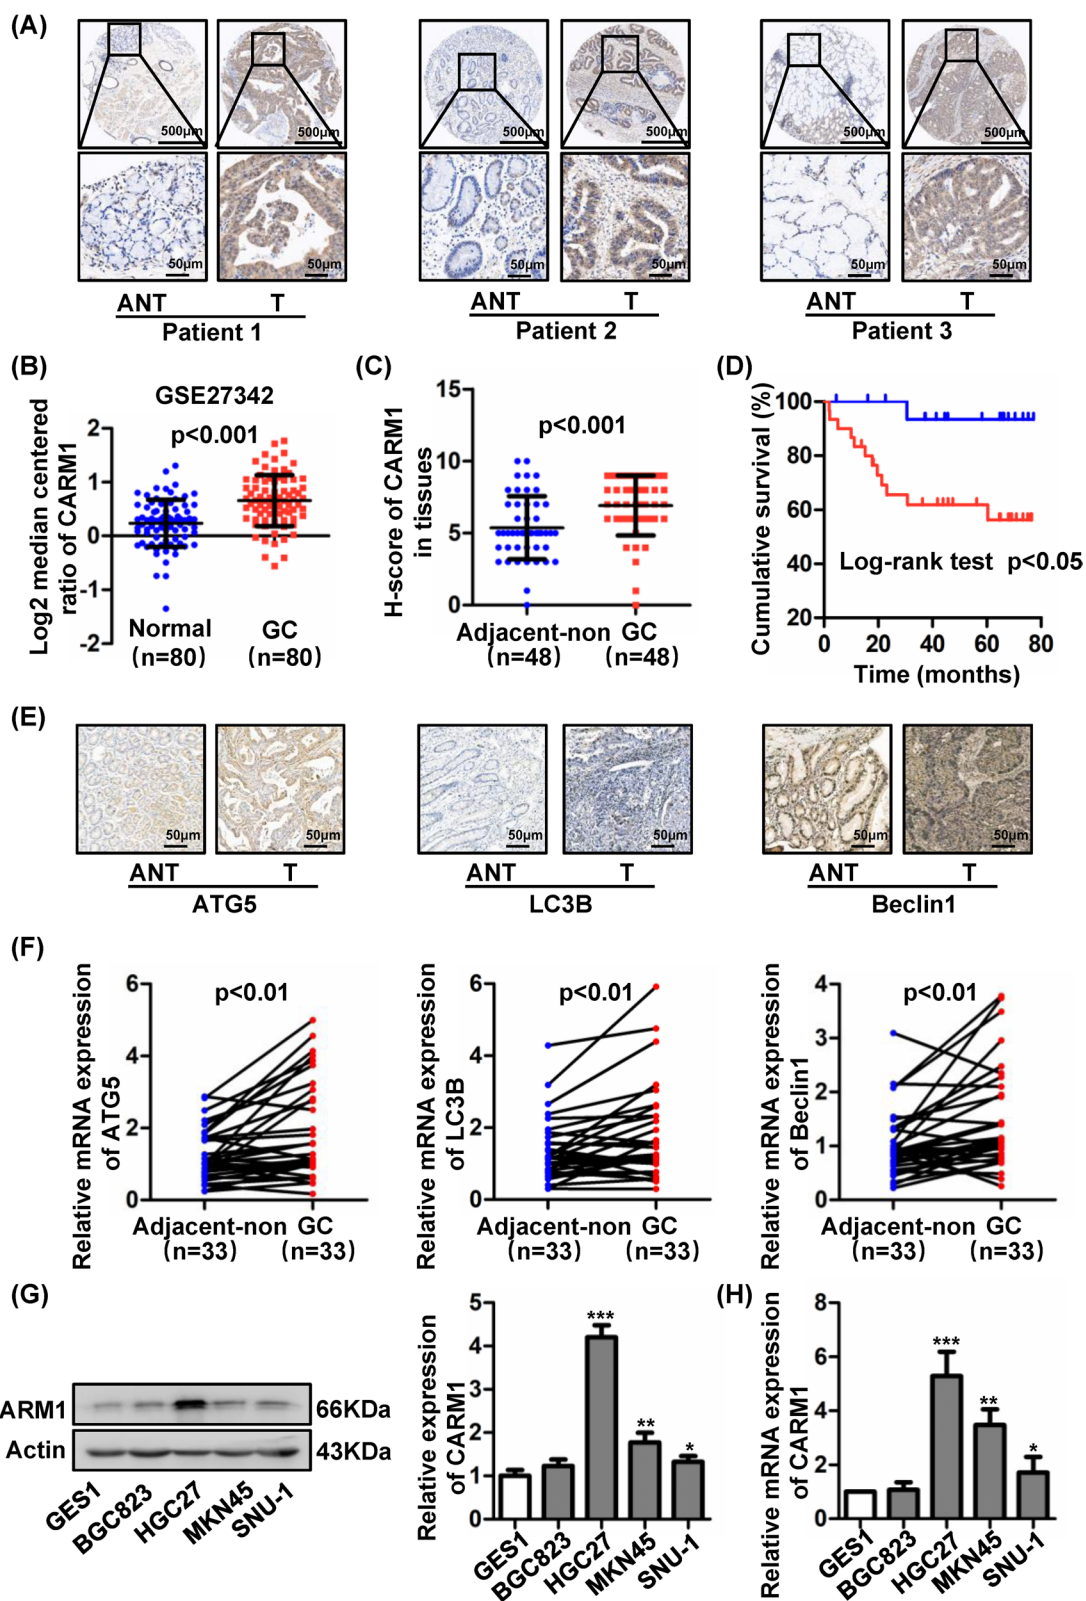 (A)
500μm 500μm 500μm 500μm 500μm 500μm
50μm 50μm 50μm 50μm 50μm 50μm
ANT T ANT T ANT T
Patient 1 Patient 2 Patient 3
(B) (C) (D)
GSE27342
p<0.001
Log2 median centered
ratio of CARM1
2
1
0
-1
-2
Normal GC
(n=80) (n=80)
H-score of CARM1
in tissues
15
10
5
0
p<0.001
Adjacent-non GC
(n=48) (n=48)
Cumulative survival (%)
100
80
60
40
20
Log-rank test p<0.05
0 20 40 60 80
Time (months)
(E)
50μm 50μm 50μm 50μm 50μm 50μm
ANT T ANT T ANT T
ATG5 LC3B Beclin1
(F)
Relative mRNA expression
of ATG5
6
4
2
0
p<0.01
Adjacent-non GC
(n=33) (n=33)
Relative mRNA expression
of LC3B
6
4
2
0
p<0.01
Adjacent-non GC
(n=33) (n=33)
Relative mRNA expression
of Beclin1
4
3
2
1
0
p<0.01
Adjacent-non GC
(n=33) (n=33)
(G)
ARM1 66KDa
Actin 43KDa
GES1 BGC823 HGC27 MKN45 SNU-1
Relative expression
of CARM1
5
4
3
2
1
0
*** ** *
GES1 BGC823 HGC27 MKN45 SNU-1
(H)
Relative mRNA expression
of CARM1
8
6
4
2
0
*** ** *
GES1 BGC823 HGC27 MKN45 SNU-1